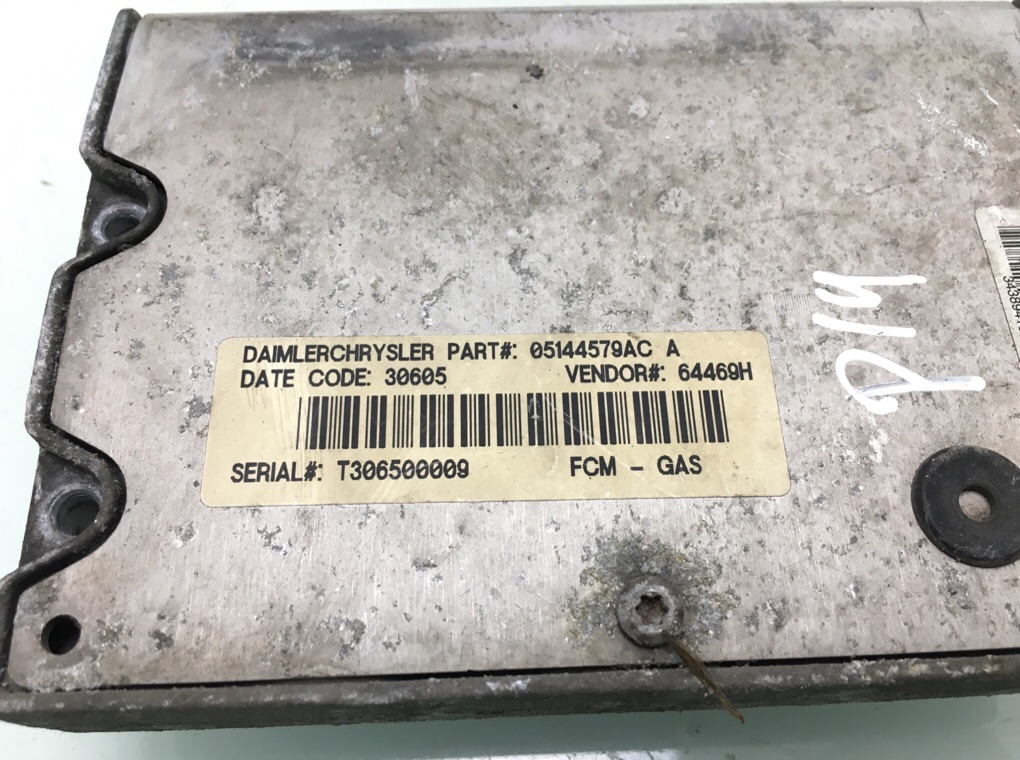 DAIMLERCHRYSLER PART#: 05144579AC A
DATE CODE: 30605 VENDOR#: 64469H
SERIAL#: T306500009 FCM - GAS